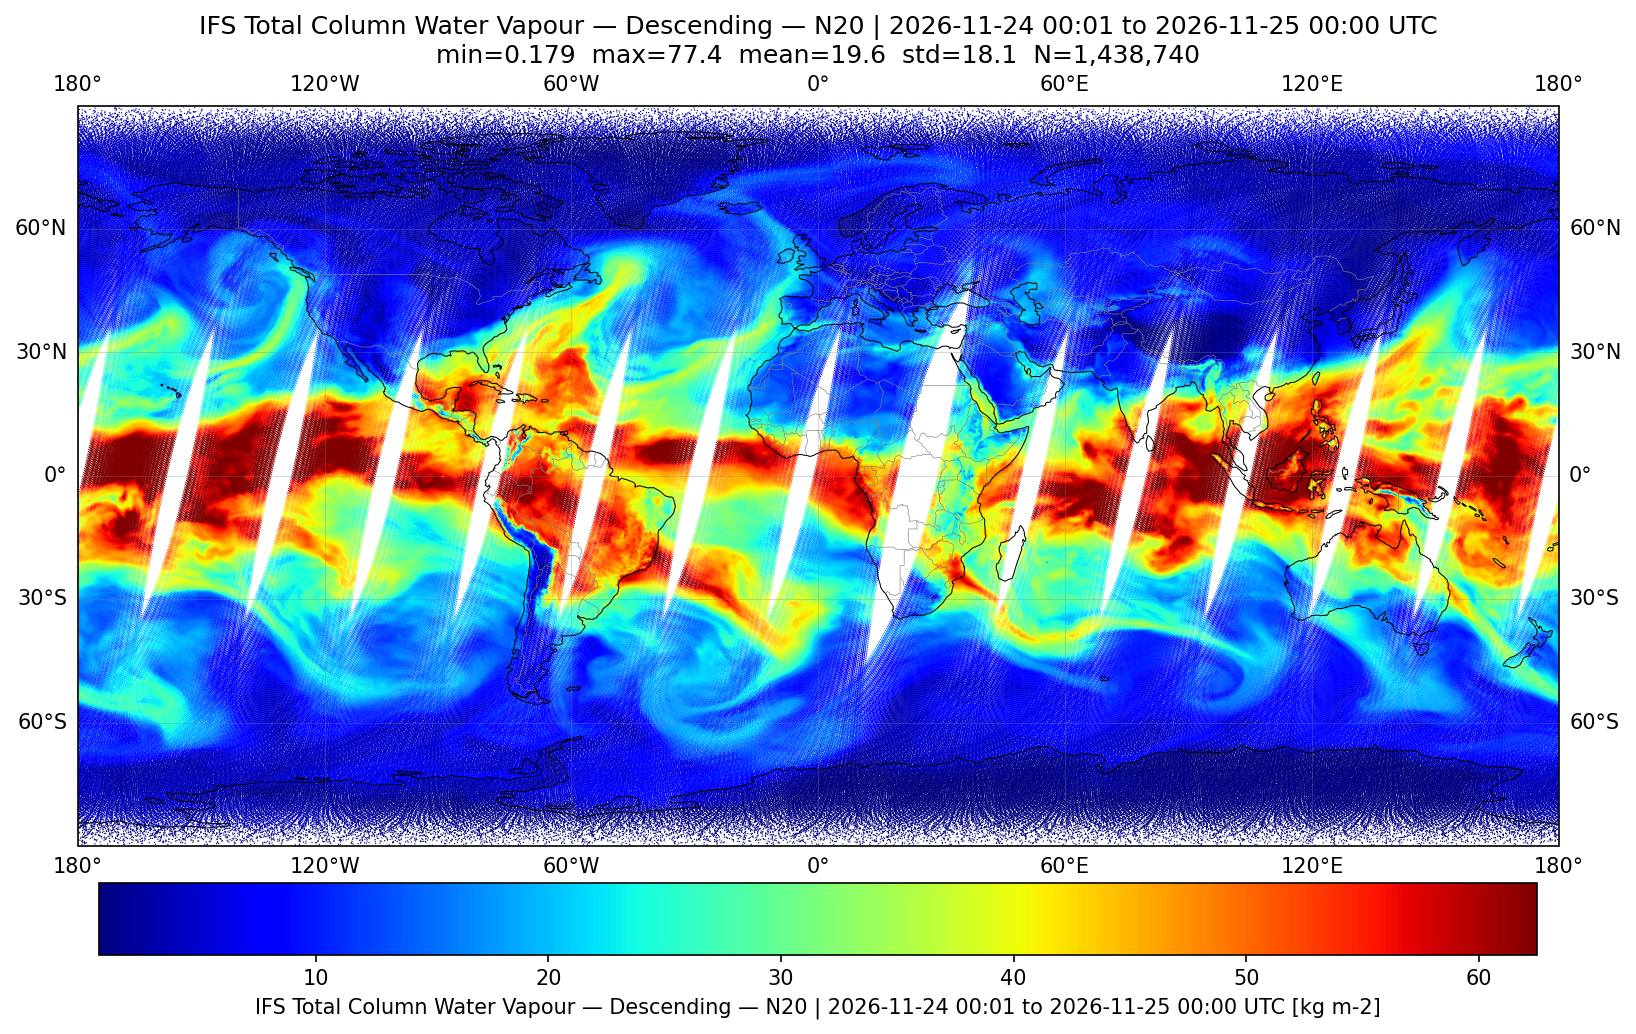 IFS Total Column Water Vapour — Descending — N20 | 2026-11-24 00:01 to 2026-11-25 00:00 UTC
min=0.179  max=77.4  mean=19.6  std=18.1  N=1,438,740
180° 120°W 60°W 0° 60°E 120°E 180°
60°N 60°N
30°N 30°N
0° 0°
30°S 30°S
60°S 60°S
180° 120°W 60°W 0° 60°E 120°E 180°
10 20 30 40 50 60
IFS Total Column Water Vapour — Descending — N20 | 2026-11-24 00:01 to 2026-11-25 00:00 UTC [kg m-2]